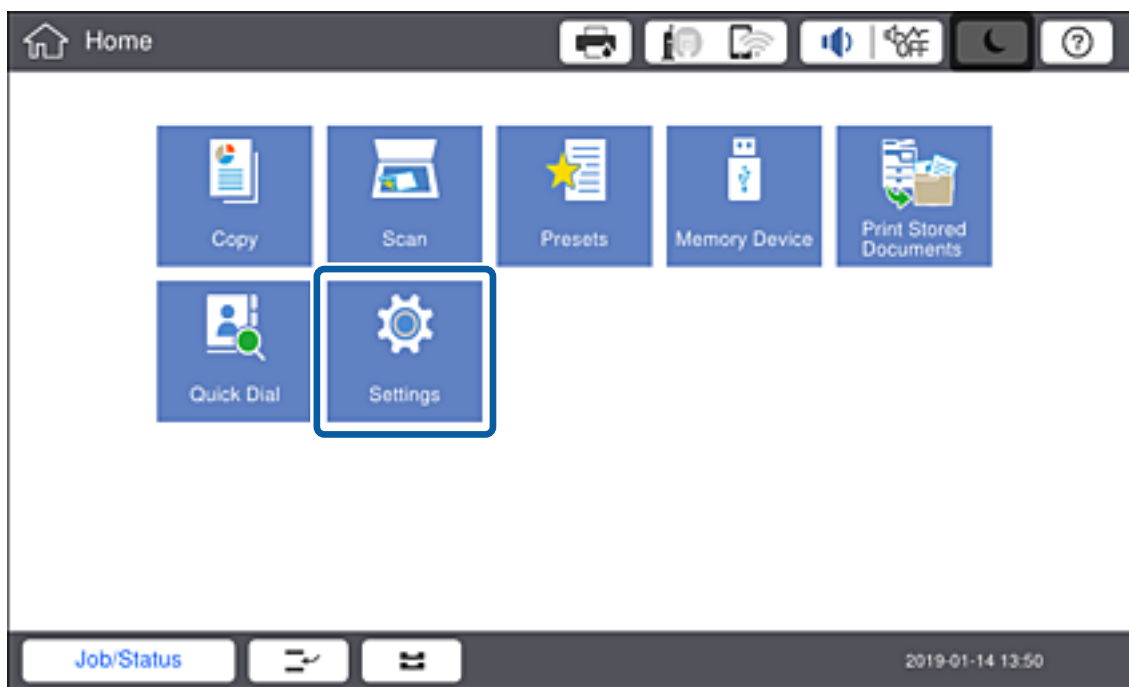 Home
OFF
?
Copy
Scan
Presets
Memory Device
Print Stored
Documents
Quick Dial
Settings
Job/Status
2019-01-14 13:50